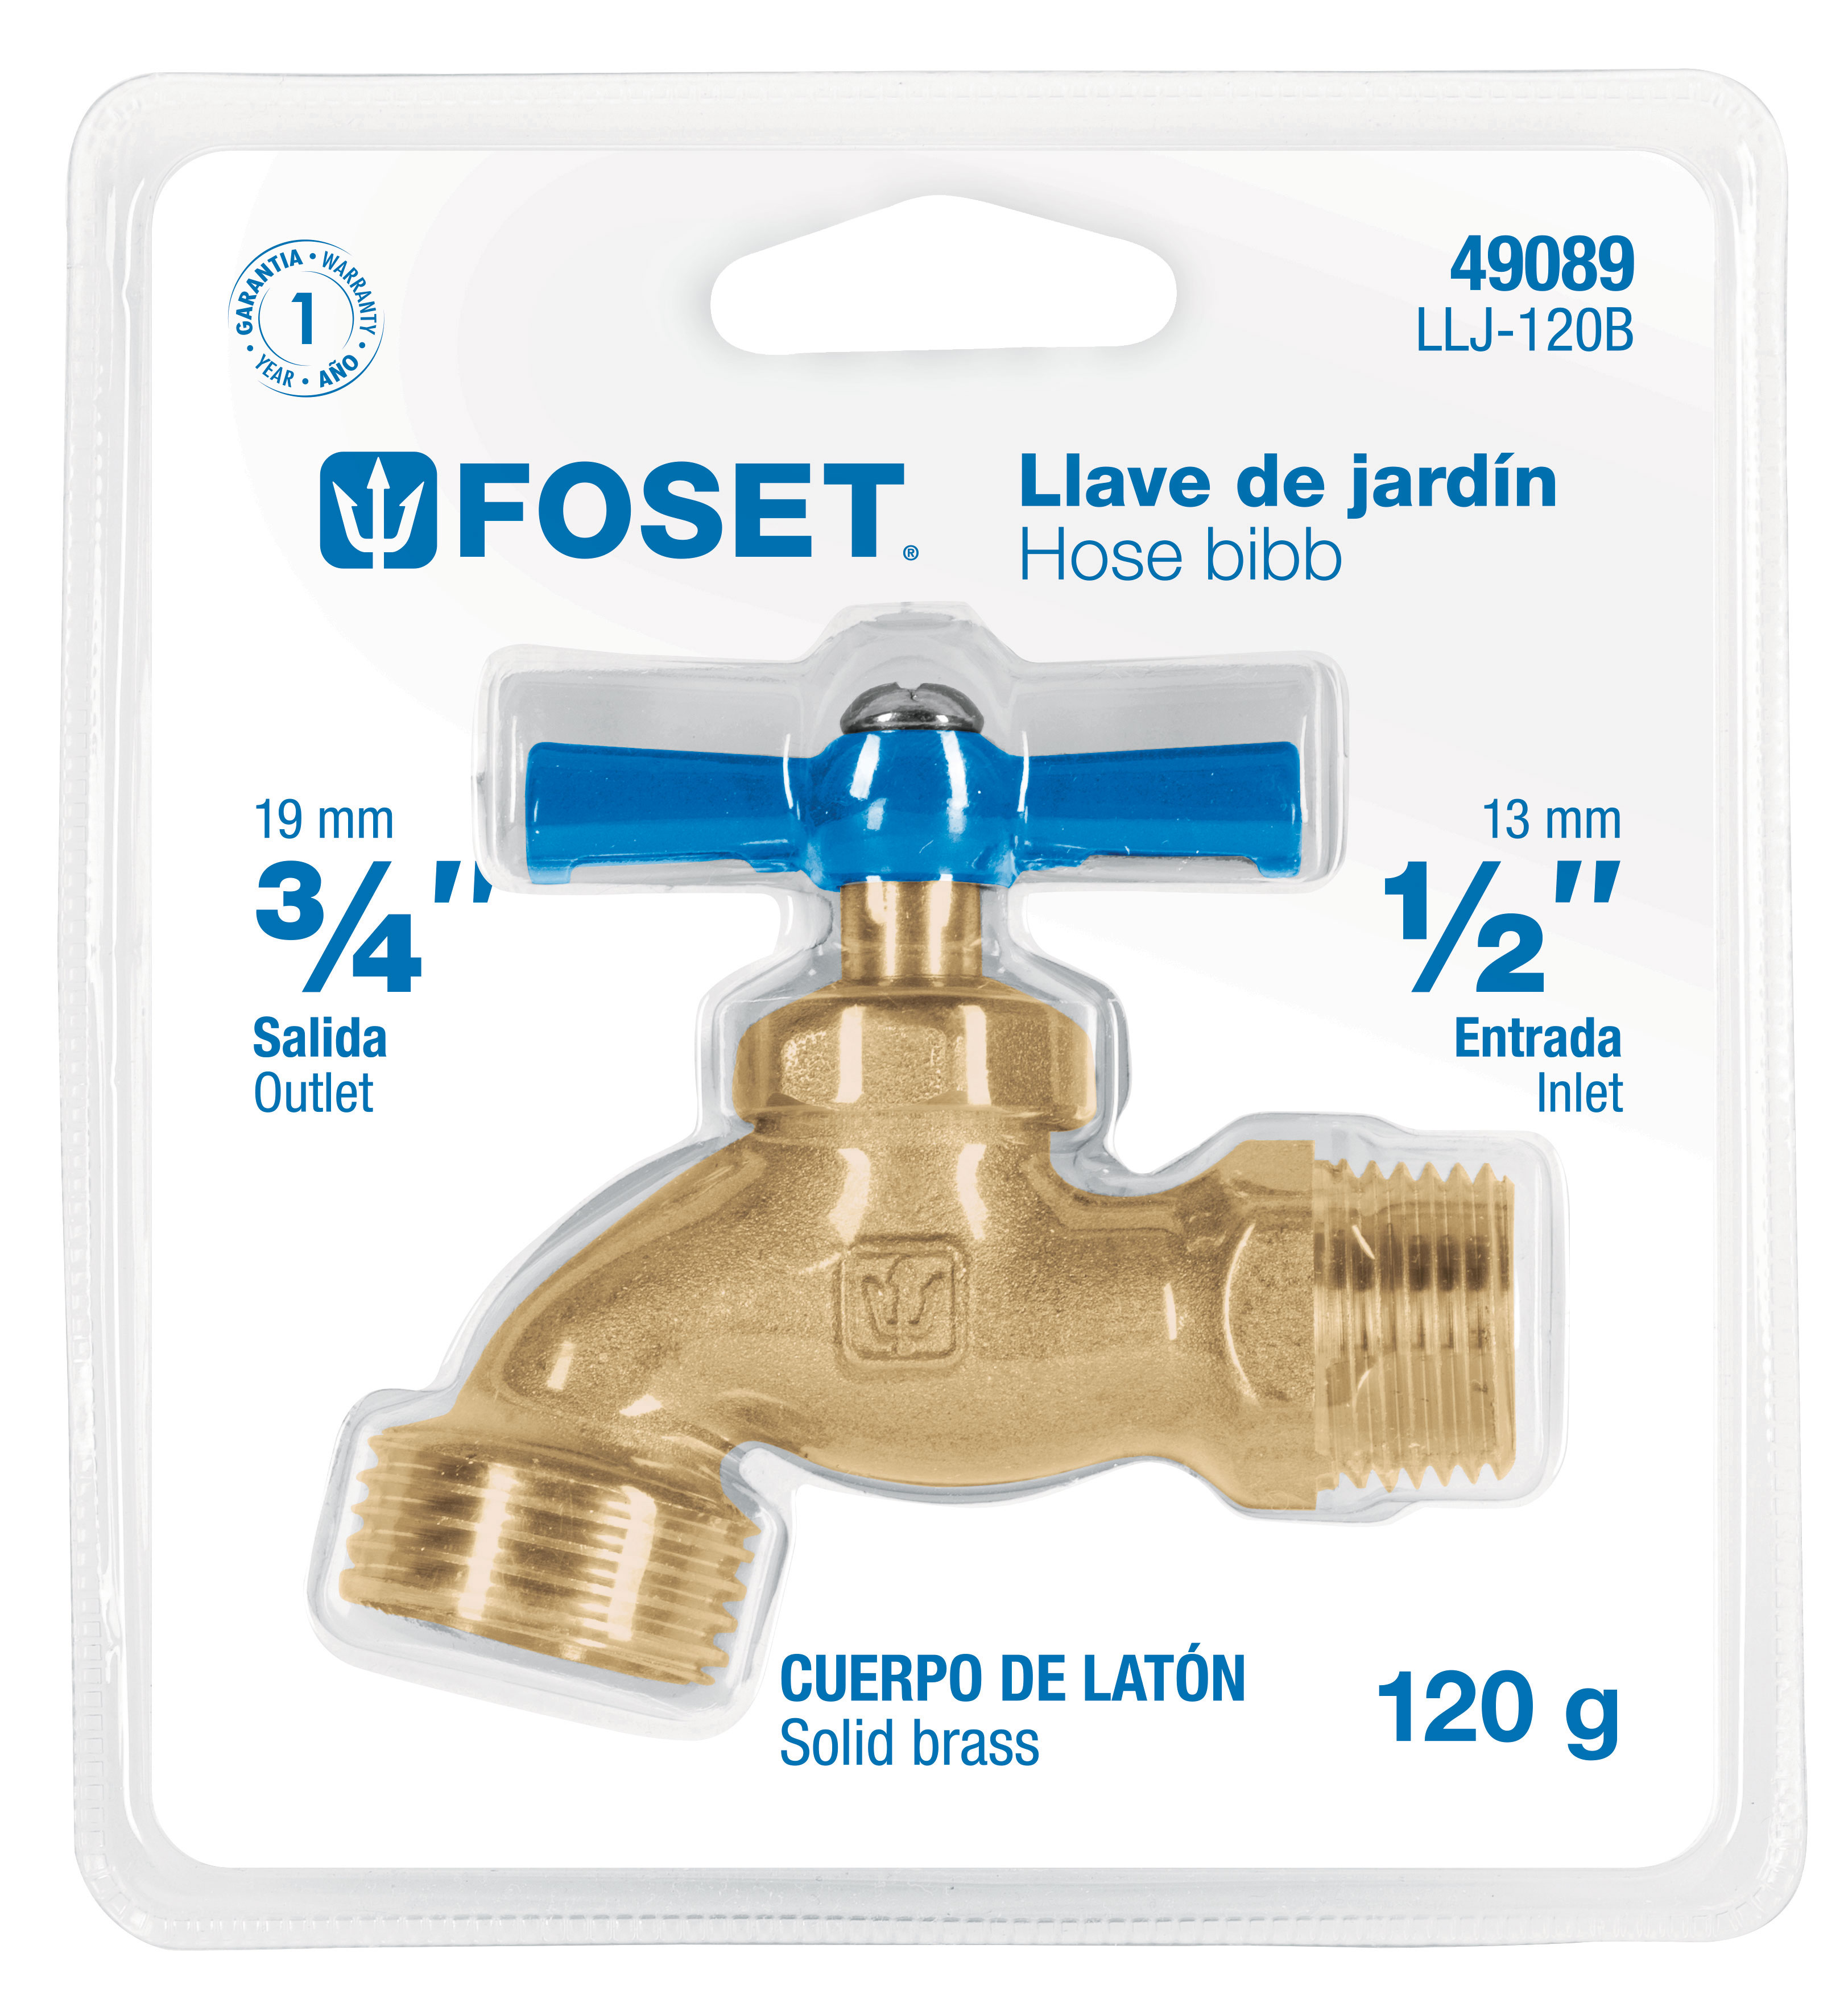 GARANTIA • WARRANTY •
1
YEAR • AÑO •
49089
LLJ-120B
FOSET®
Llave de jardín
Hose bibb
19 mm
3/4"
Salida
Outlet
13 mm
1/2"
Entrada
Inlet
CUERPO DE LATÓN
Solid brass
120 g